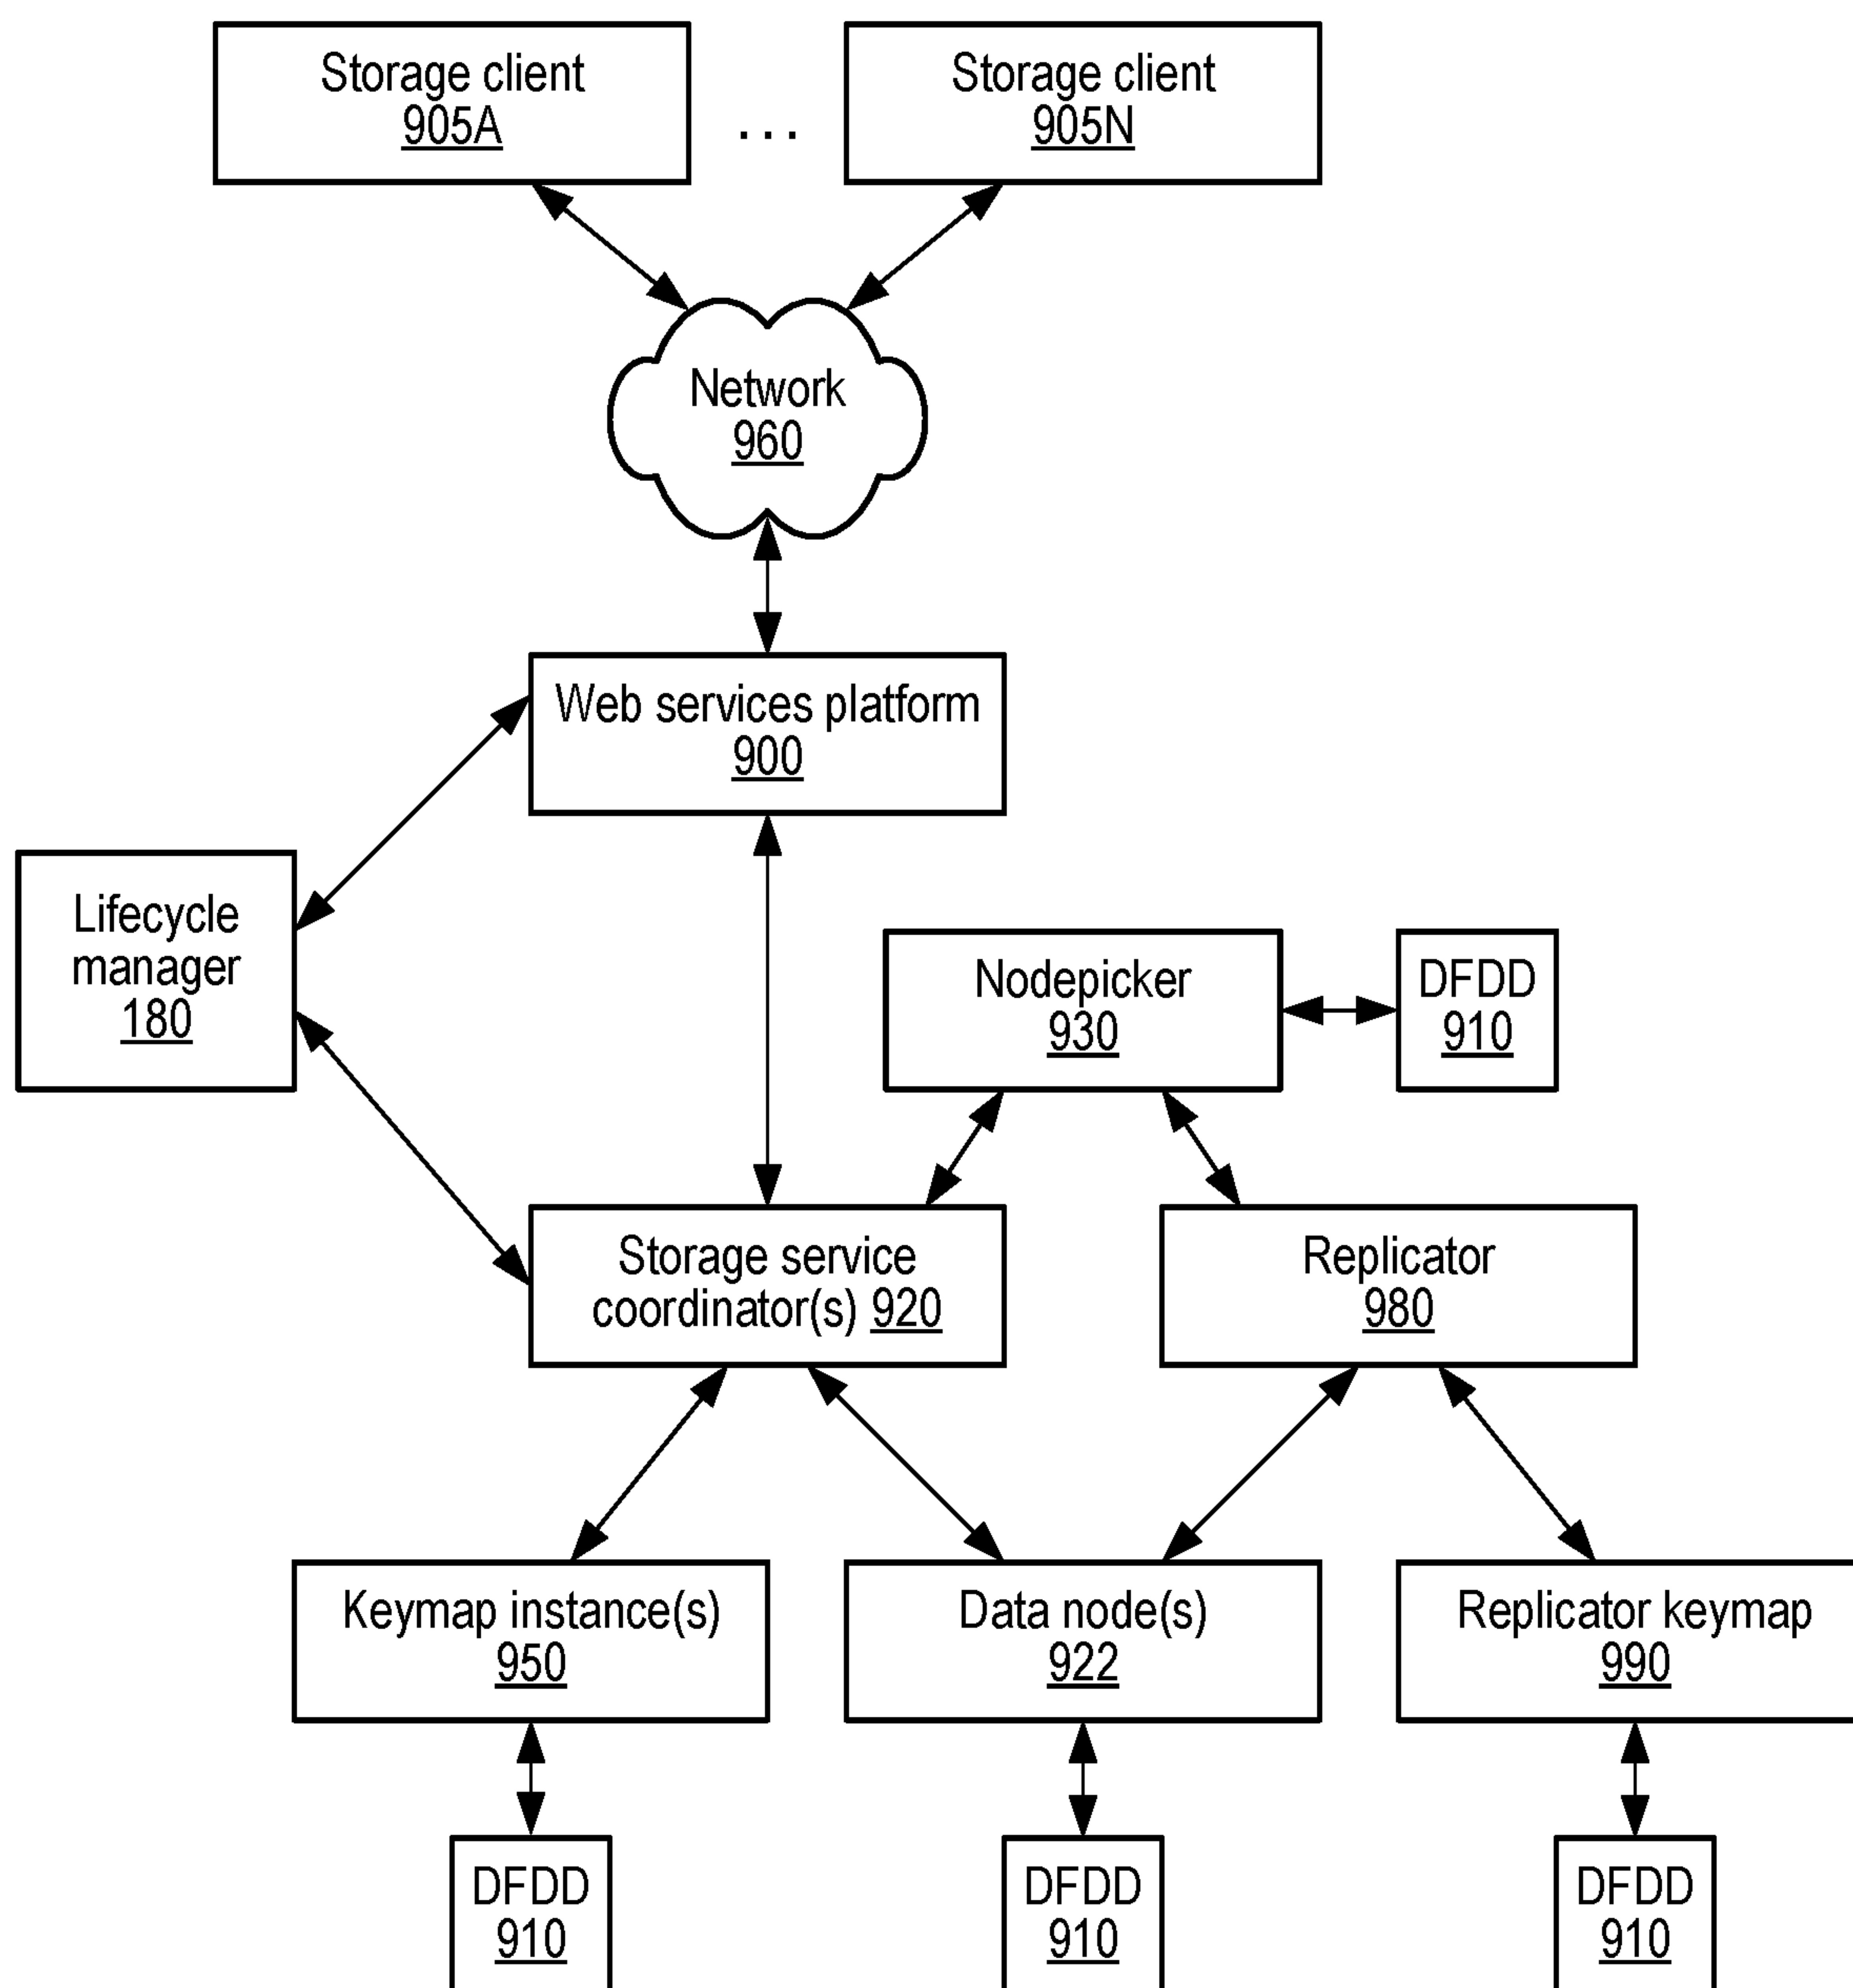 Storage client
905A
...
Storage client
905N
Network
960
Web services platform
900
Lifecycle
manager
180
Nodepicker
930
DFDD
910
Storage service
coordinator(s) 920
Replicator
980
Keymap instance(s)
950
Data node(s)
922
Replicator keymap
990
DFDD
910
DFDD
910
DFDD
910